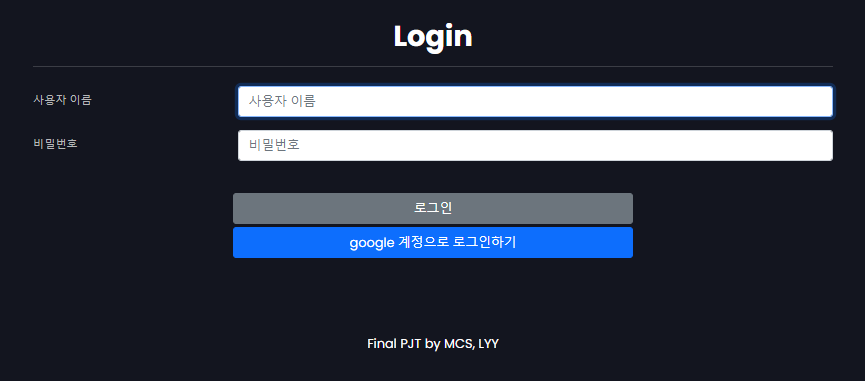 Login
사용자 이름
사용자 이름
비밀번호
비밀번호
로그인
google 계정으로 로그인하기
Final PJT by MCS, LYY